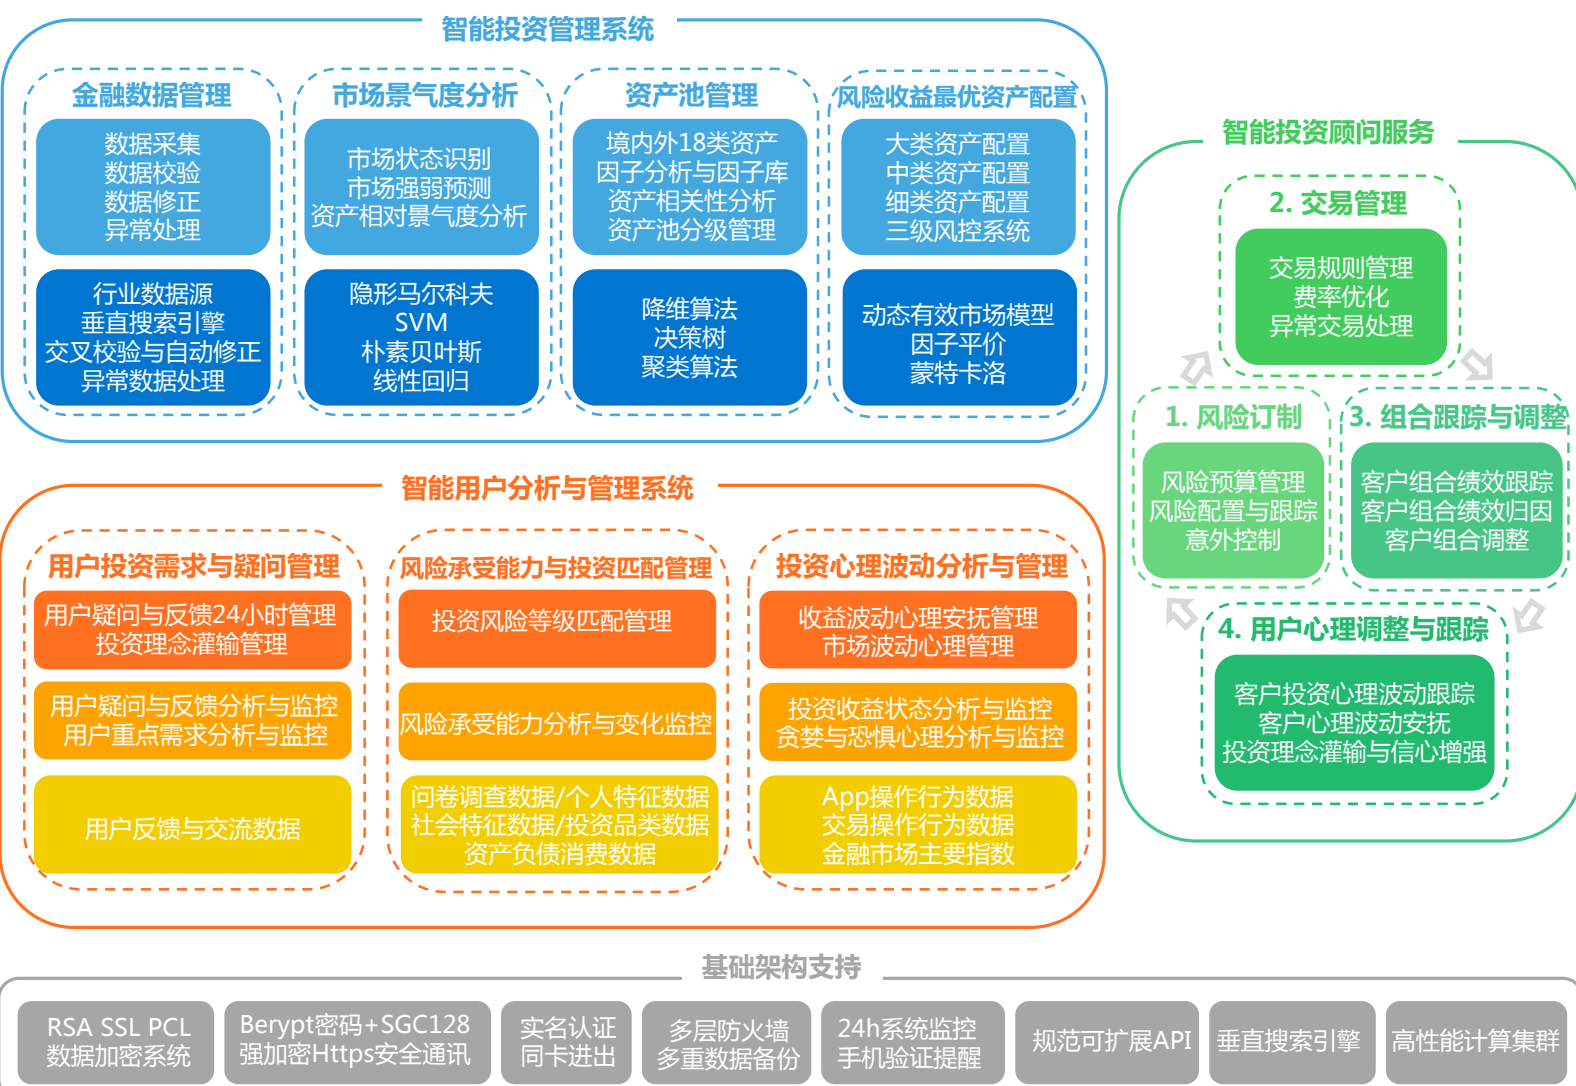 智能投资管理系统
金融数据管理
数据采集
数据校验
数据修正
异常处理
行业数据源
垂直搜索引擎
交叉校验与自动修正
异常数据处理
市场景气度分析
市场状态识别
市场强弱预测
资产相对景气度分析
隐形马尔科夫
SVM
朴素贝叶斯
线性回归
资产池管理
境内外18类资产
因子分析与因子库
资产相关性分析
资产池分级管理
降维算法
决策树
聚类算法
风险收益最优资产配置
大类资产配置
中类资产配置
细类资产配置
三级风控系统
动态有效市场模型
因子平价
蒙特卡洛
智能用户分析与管理系统
用户投资需求与疑问管理
用户疑问与反馈24小时管理
投资理念灌输管理
用户疑问与反馈分析与监控
用户重点需求分析与监控
用户反馈与交流数据
风险承受能力与投资匹配管理
投资风险等级匹配管理
风险承受能力分析与变化监控
问卷调查数据/个人特征数据
社会特征数据/投资品类数据
资产负债消费数据
投资心理波动分析与管理
收益波动心理安抚管理
市场波动心理管理
投资收益状态分析与监控
贪婪与恐惧心理分析与监控
App操作行为数据
交易操作行为数据
金融市场主要指数
智能投资顾问服务
2. 交易管理
交易规则管理
费率优化
异常交易处理
1. 风险订制
风险预算管理
风险配置与跟踪
意外控制
3. 组合跟踪与调整
客户组合绩效跟踪
客户组合绩效归因
客户组合调整
4. 用户心理调整与跟踪
客户投资心理波动跟踪
客户心理波动安抚
投资理念灌输与信心增强
基础架构支持
RSA SSL PCL
数据加密系统
Berypt密码+SGC128
强加密Https安全通讯
实名认证
同卡进出
多层防火墙
多重数据备份
24h系统监控
手机验证提醒
规范可扩展API
垂直搜索引擎
高性能计算集群